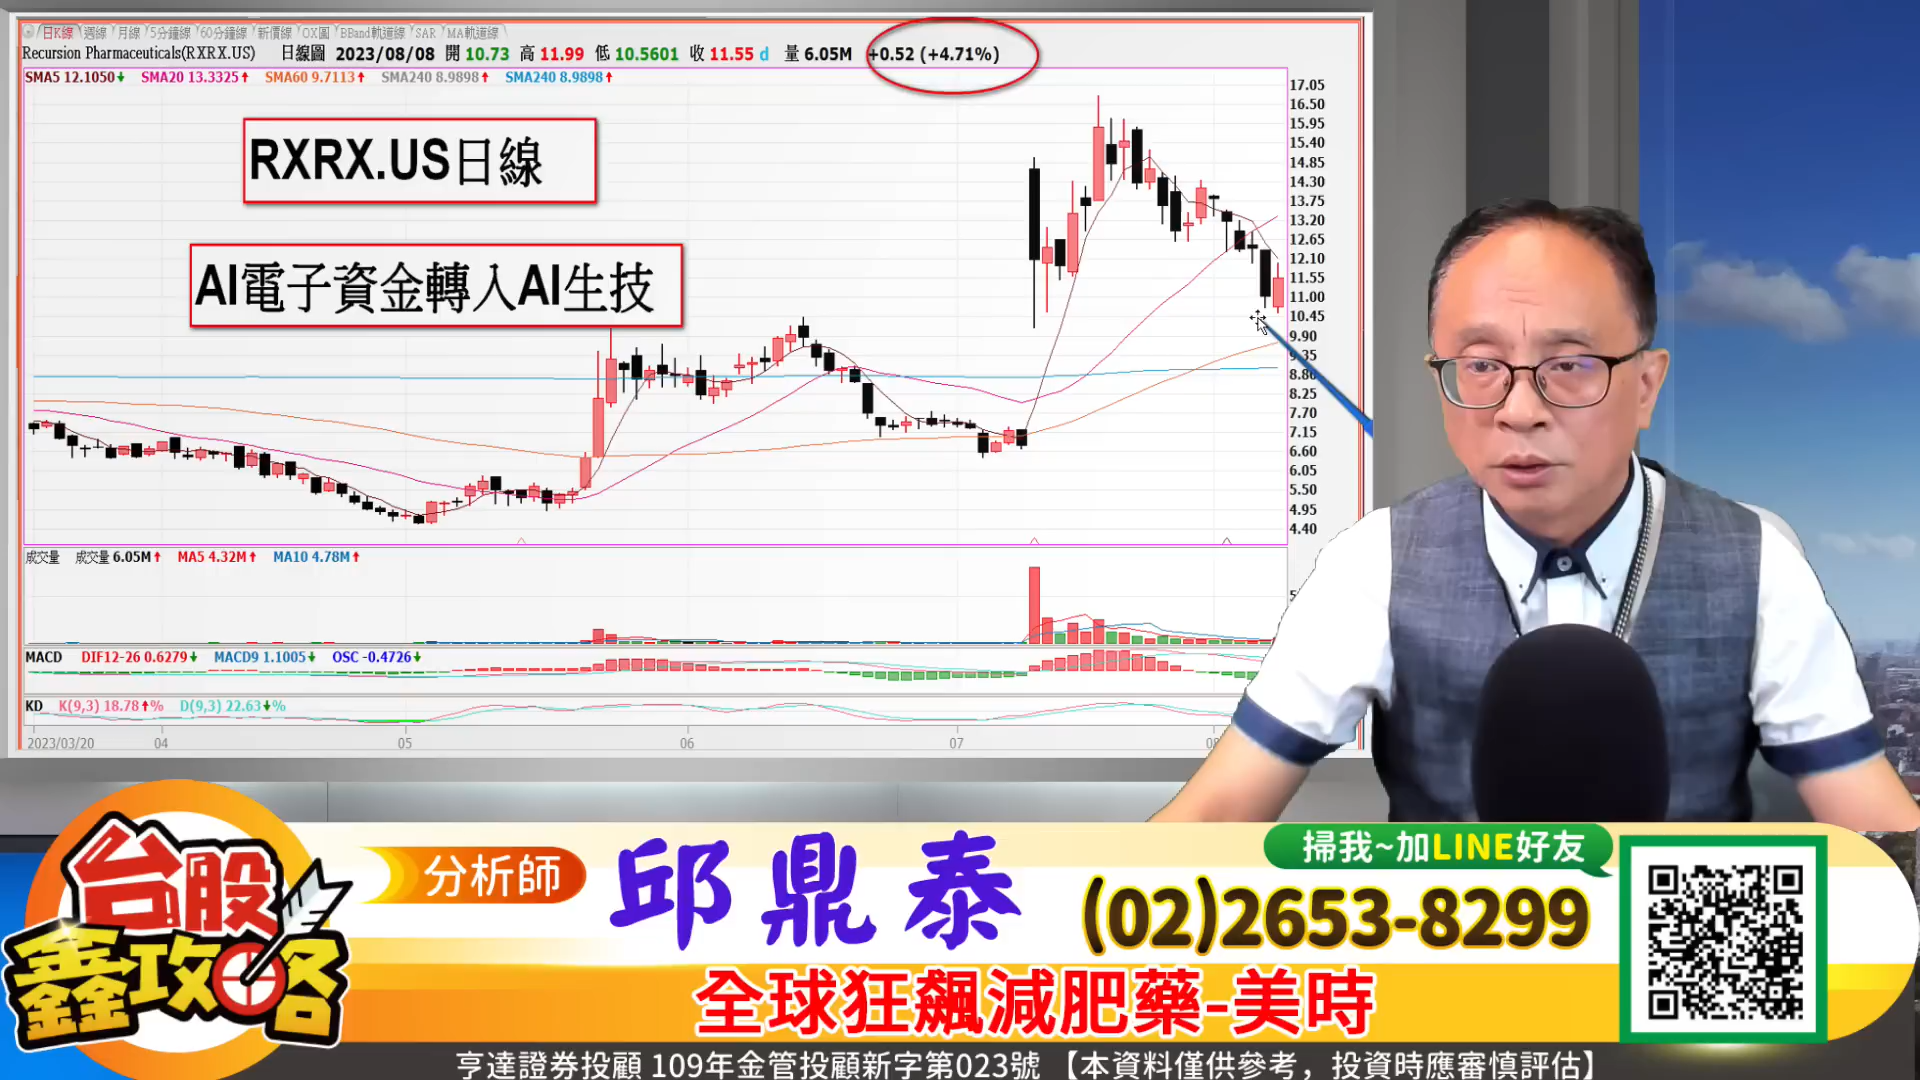 日K線 週線 月線 5分鐘線 60分鐘線 新價線 OX圖 BBand軌道線 SAR MA軌道線
Recursion Pharmaceuticals(RXRX.US) 日線圖 2023/08/08 開 10.73 高 11.99 低 10.5601 收 11.55 d 量 6.05M +0.52 (+4.71%)
SMA5 12.1050↓ SMA20 13.3325↑ SMA60 9.7113↑ SMA240 8.9898↑ SMA240 8.9898↑
RXRX.US日線
AI電子資金轉入AI生技
17.05
16.50
15.95
15.40
14.85
14.30
13.75
13.20
12.65
12.10
11.55
11.00
10.45
9.90
9.35
8.80
8.25
7.70
7.15
6.60
6.05
5.50
4.95
4.40
成交量 成交量 6.05M↑ MA5 4.32M↑ MA10 4.78M↑
MACD DIF12-26 0.6279↓ MACD9 1.1005↓ OSC -0.4726↓
KD K(9,3) 18.78↑% D(9,3) 22.63↓%
2023/03/20 04 05 06 07
台股
鑫攻略
分析師
邱鼎泰
掃我~加LINE好友
(02)2653-8299
全球狂飆減肥藥-美時
亨達證券投顧 109年金管投顧新字第023號 【本資料僅供參考，投資時應審慎評估】